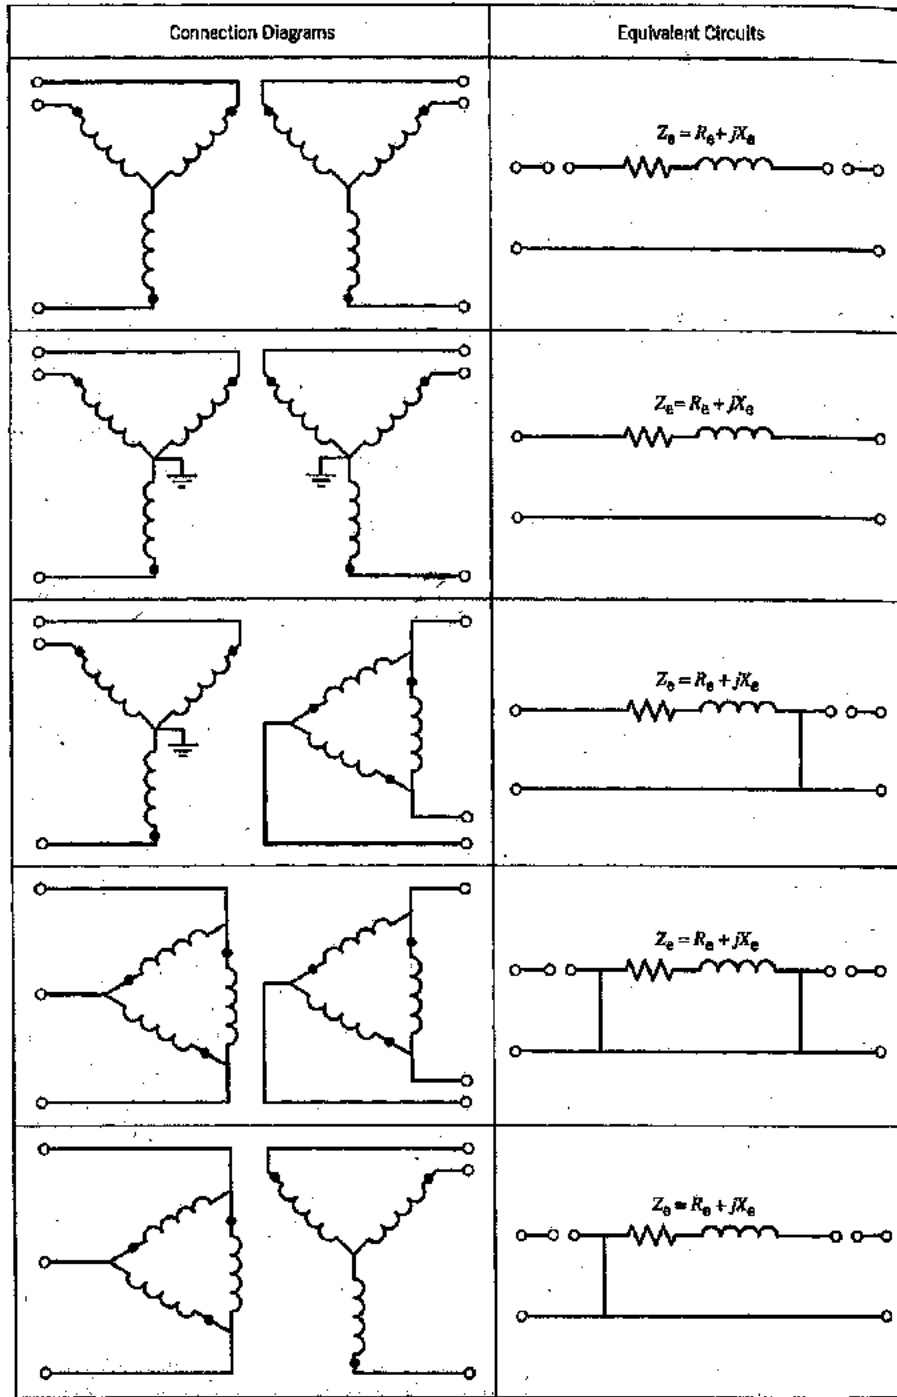 Connection Diagrams
Equivalent Circuits
Zₑ = Rₑ + jXₑ
Zₑ = Rₑ + jXₑ
Zₑ = Rₑ + jXₑ
Zₑ = Rₑ + jXₑ
Zₑ = Rₑ + jXₑ